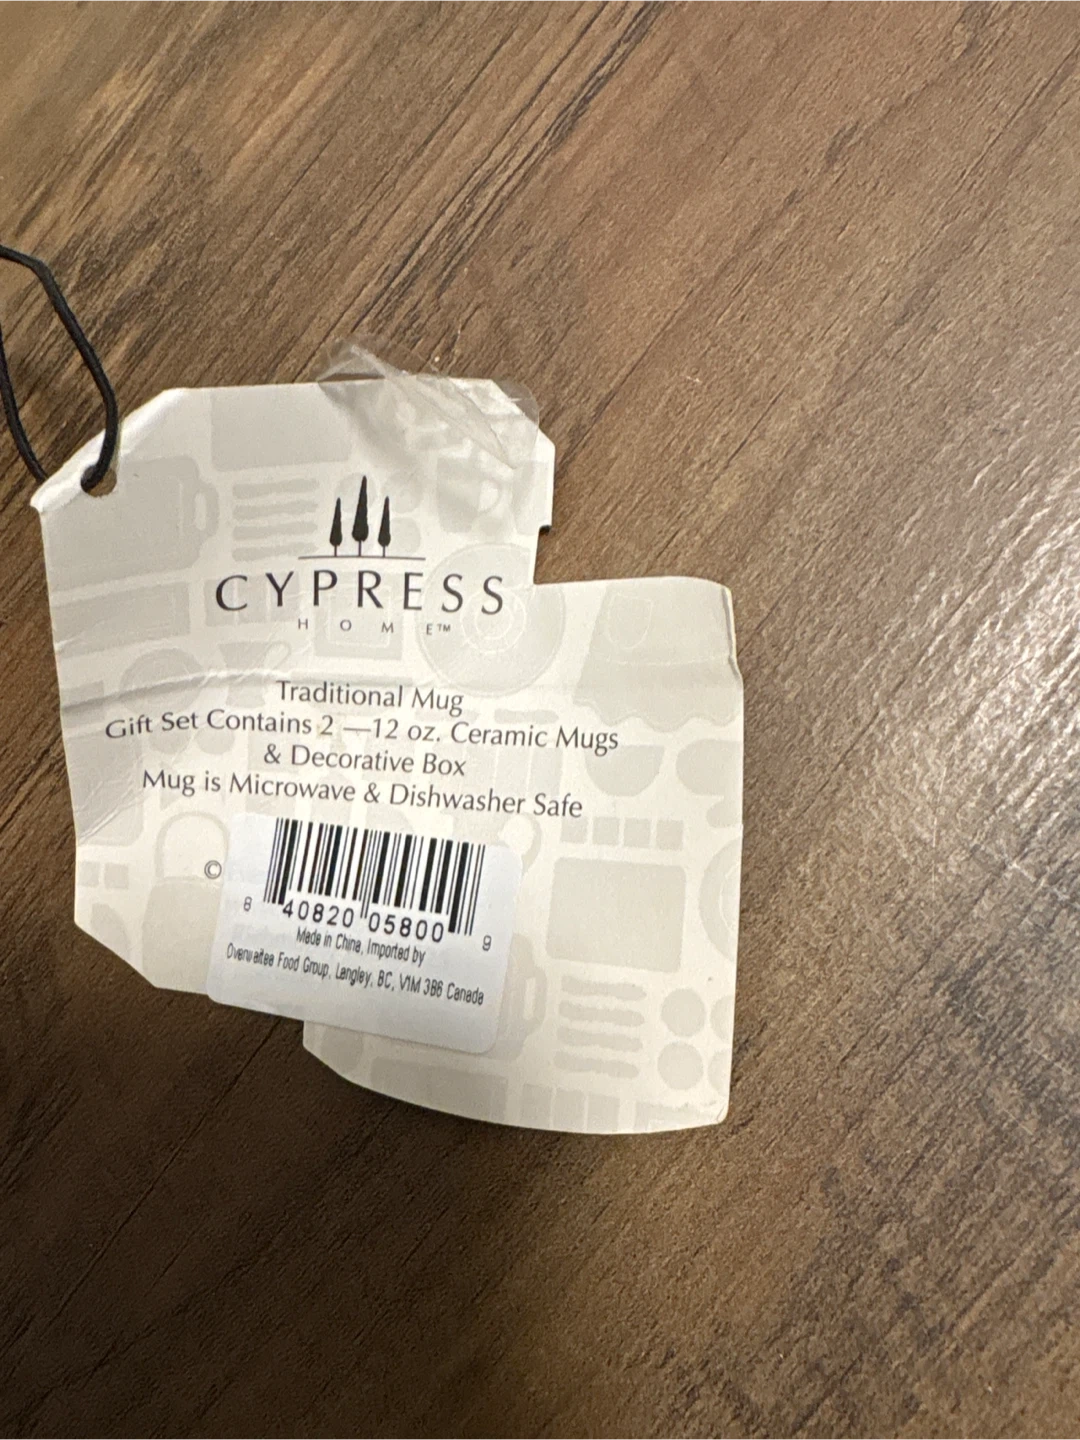 CYPRESS
HOME™
Traditional Mug
Gift Set Contains 2 —12 oz. Ceramic Mugs
& Decorative Box
Mug is Microwave & Dishwasher Safe
©
8 40820 05800 9
Made in China, Imported by
Overwaitea Food Group, Langley, BC, V1M 3B6 Canada